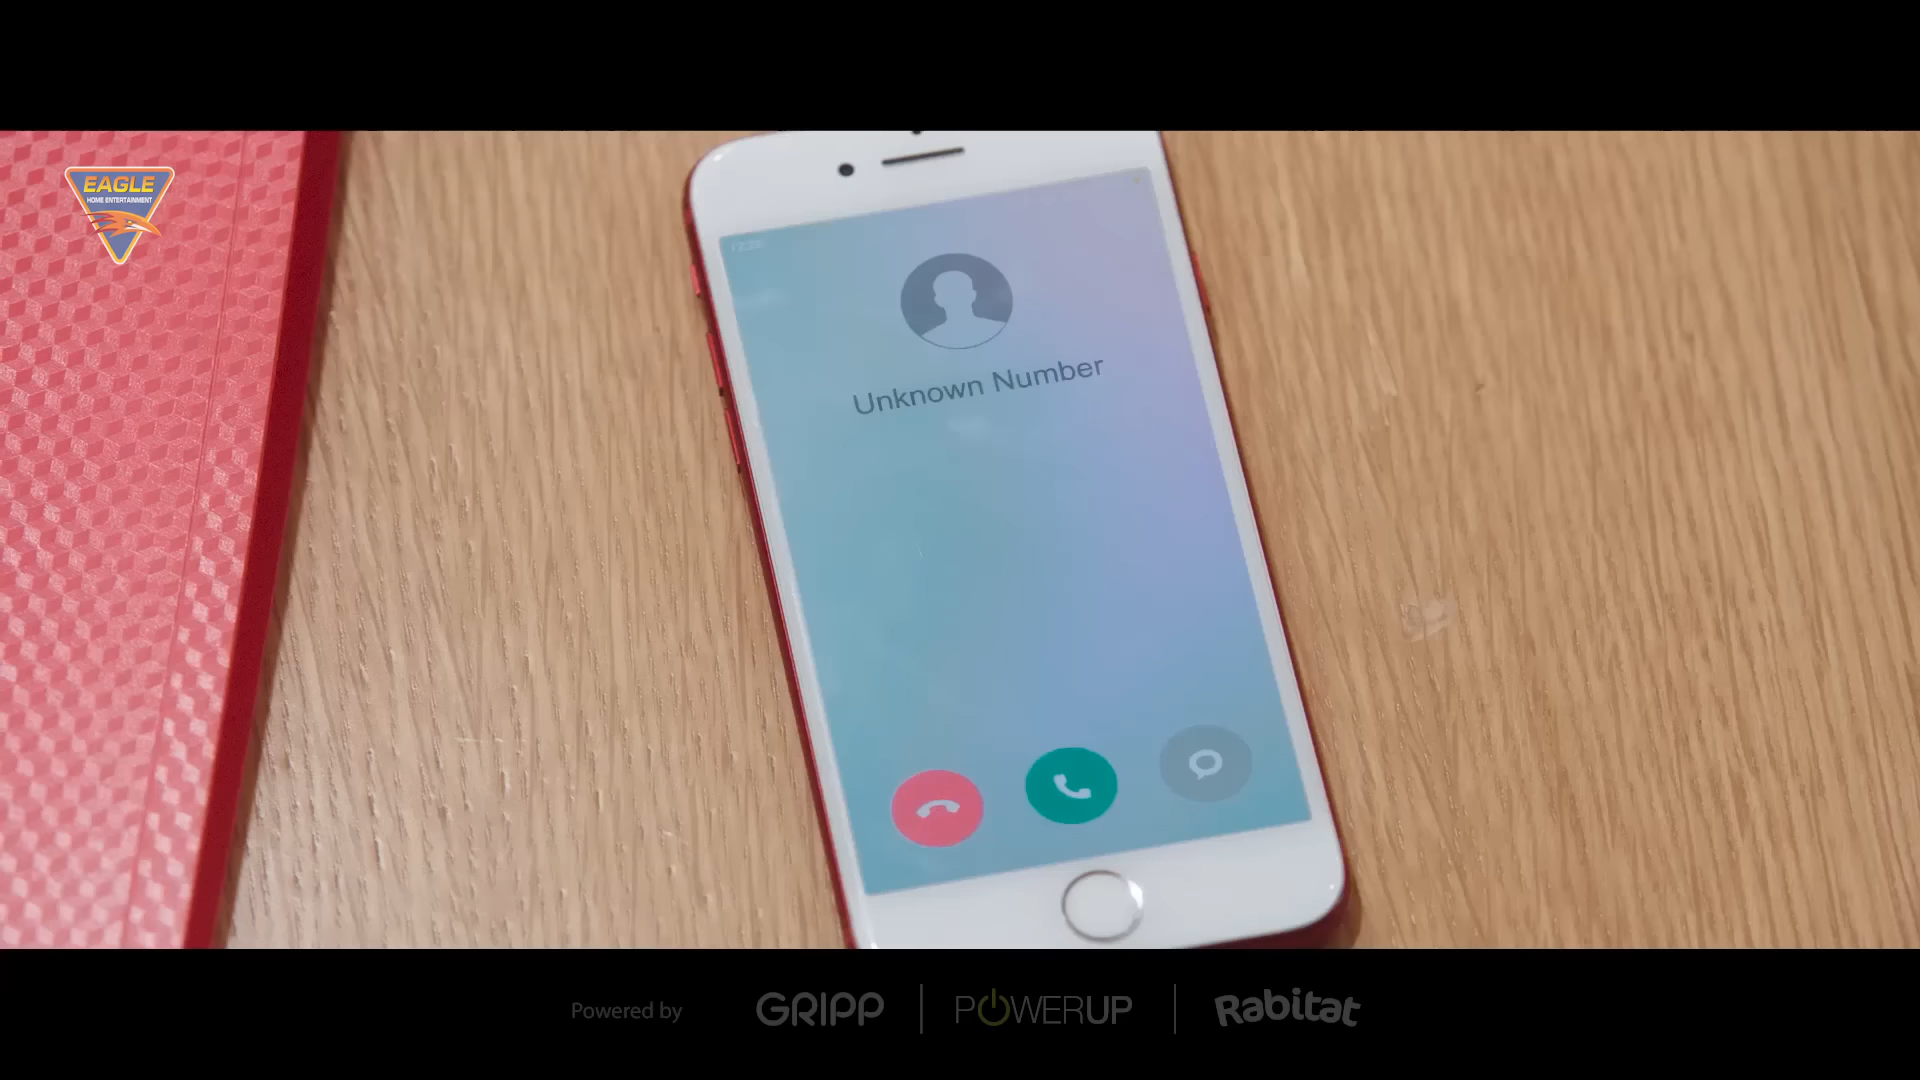 EAGLE
HOME ENTERTAINMENT
Unknown Number
Powered by GRIPP POWERUP Rabitat